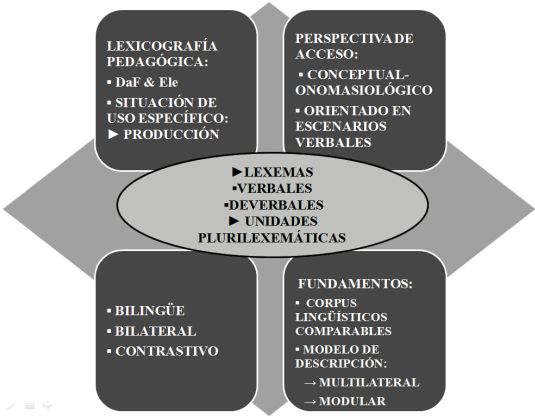 LEXICOGRAFÍA
PEDAGÓGICA:
▪ DaF & Ele
▪ SITUACIÓN DE
USO ESPECÍFICO:
► PRODUCCIÓN
PERSPECTIVA DE
ACCESO:
▪ CONCEPTUAL-
ONOMASIOLÓGICO
▪ ORIENTADO EN
ESCENARIOS
VERBALES
►LEXEMAS
▪VERBALES
▪DEVERBALES
► UNIDADES
PLURILEXEMÁTICAS
▪ BILINGÜE
▪ BILATERAL
▪ CONTRASTIVO
FUNDAMENTOS:
▪ CORPUS
LINGÜÍSTICOS
COMPARABLES
▪ MODELO DE
DESCRIPCIÓN:
→ MULTILATERAL
→ MODULAR